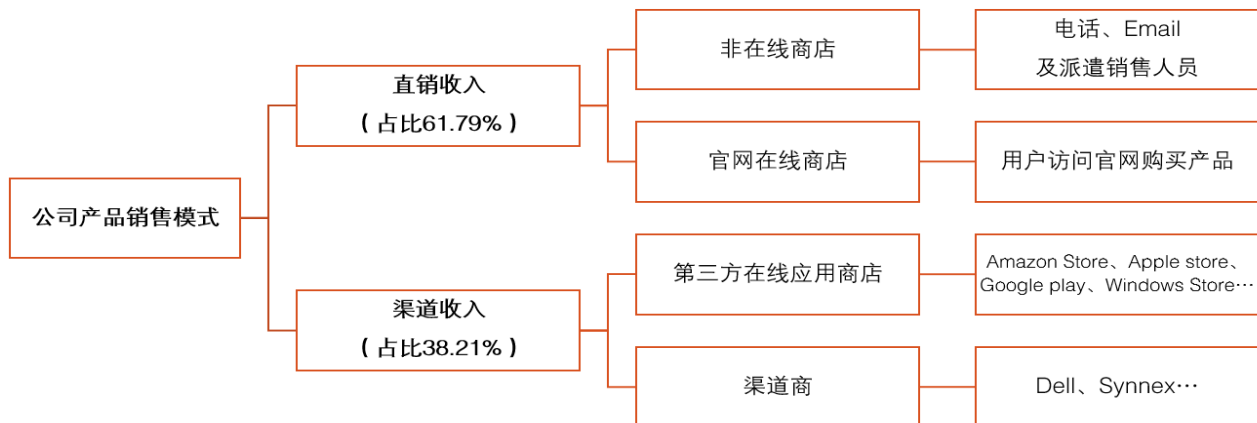 公司产品销售模式
直销收入
（占比61.79%）
非在线商店
电话、Email
及派遣销售人员
官网在线商店
用户访问官网购买产品
渠道收入
（占比38.21%）
第三方在线应用商店
Amazon Store、Apple store、
Google play、Windows Store…
渠道商
Dell、Synnex…